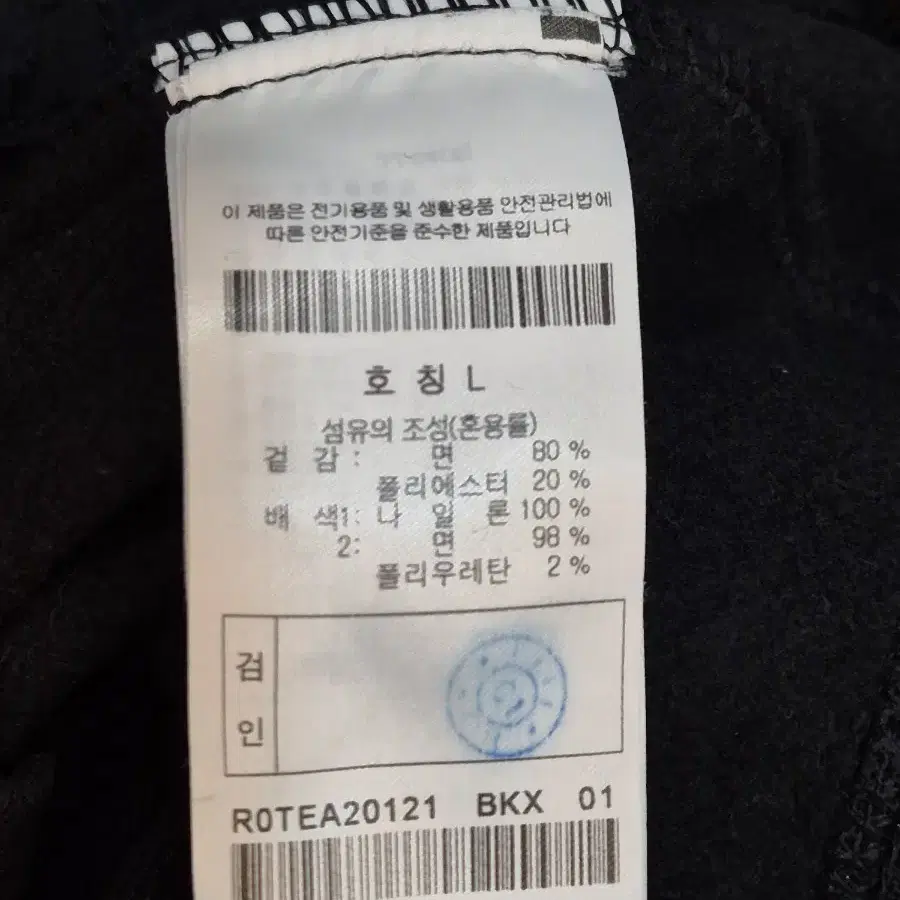 이 제품은 전기용품 및 생활용품 안전관리법에
따른 안전기준을 준수한 제품입니다
호 칭 L
섬유의 조성(혼용률)
겉 감 : 면 80 %
폴리에스터 20 %
배 색1: 나 일 론 100 %
2: 면 98 %
폴리우레탄 2 %
검
인
R0TEA20121 BKX 01